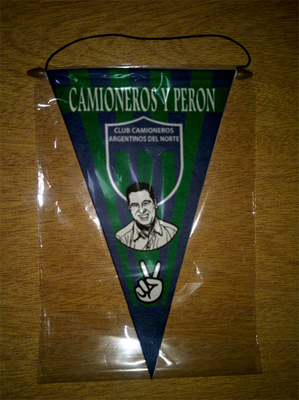 CAMIONEROS Y PERON
CLUB CAMIONEROS
ARGENTINOS DEL NORTE